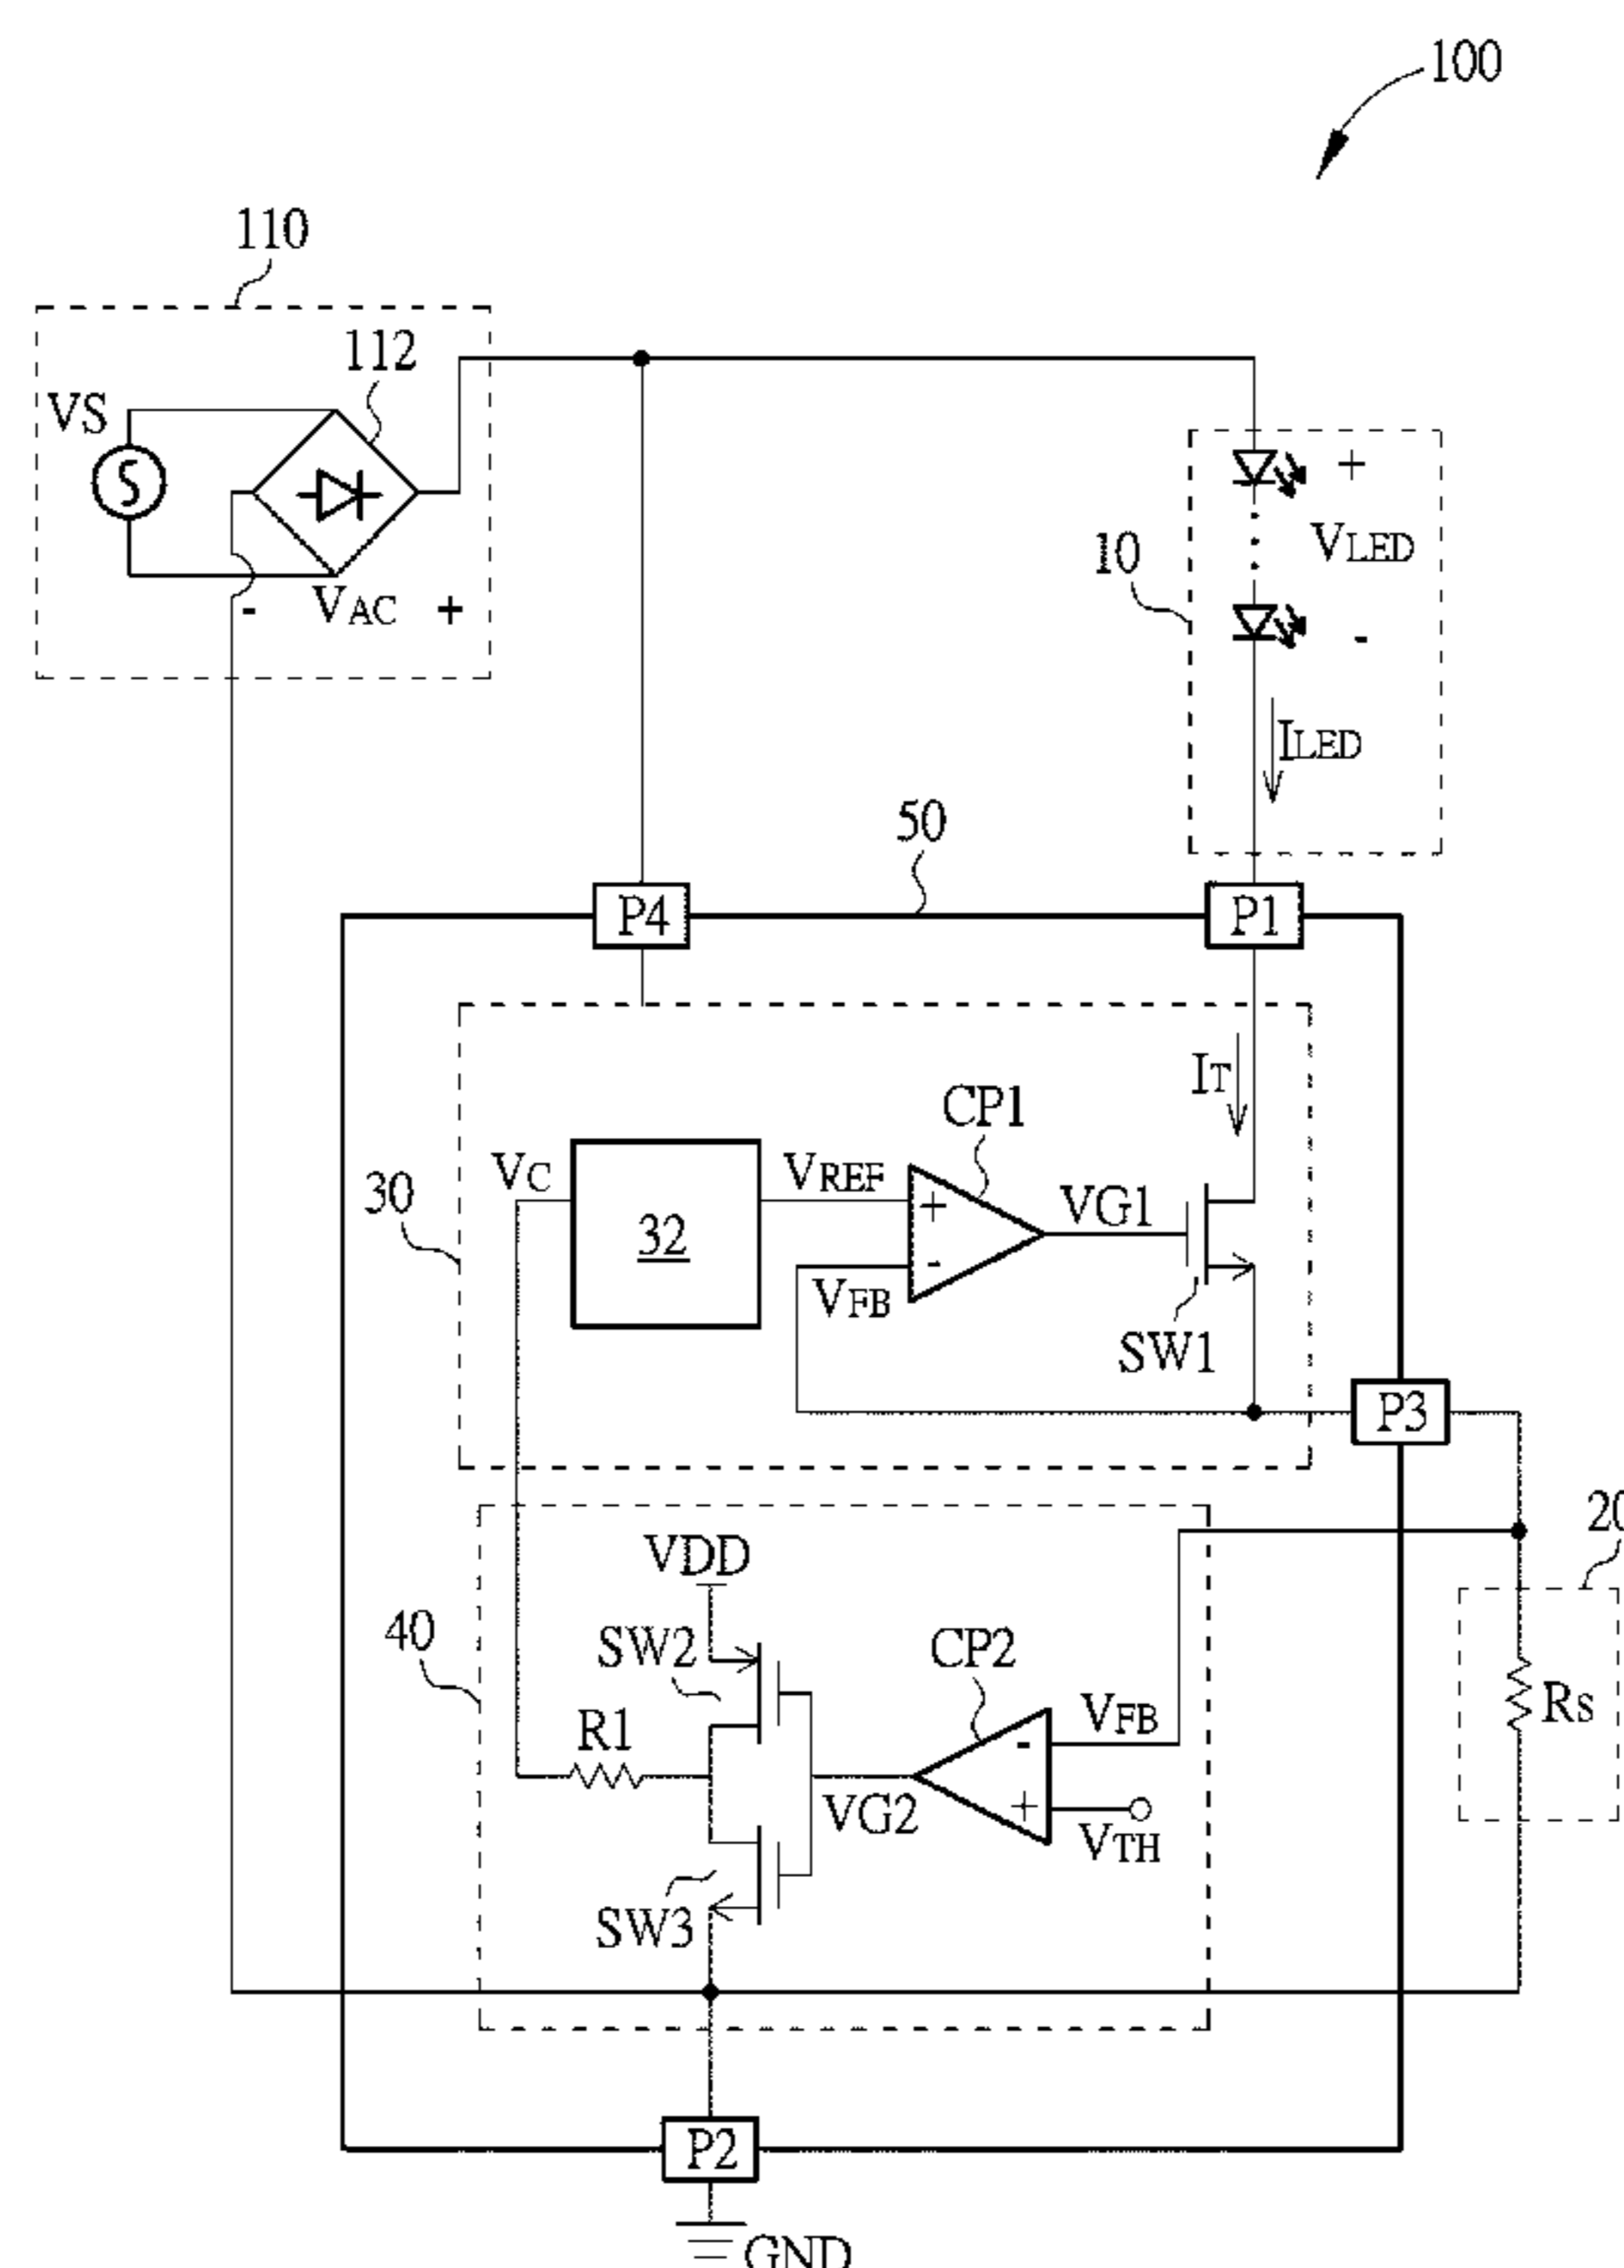 100
110
112
VS
VAC
-
+
+
VLED
-
10
ILED
50
P4
P1
IT
CP1
VC
VREF
VG1
30
32
+
-
VFB
SW1
P3
20
VDD
40
SW2
CP2
VFB
RS
R1
-
+
VG2
VTH
SW3
P2
GND